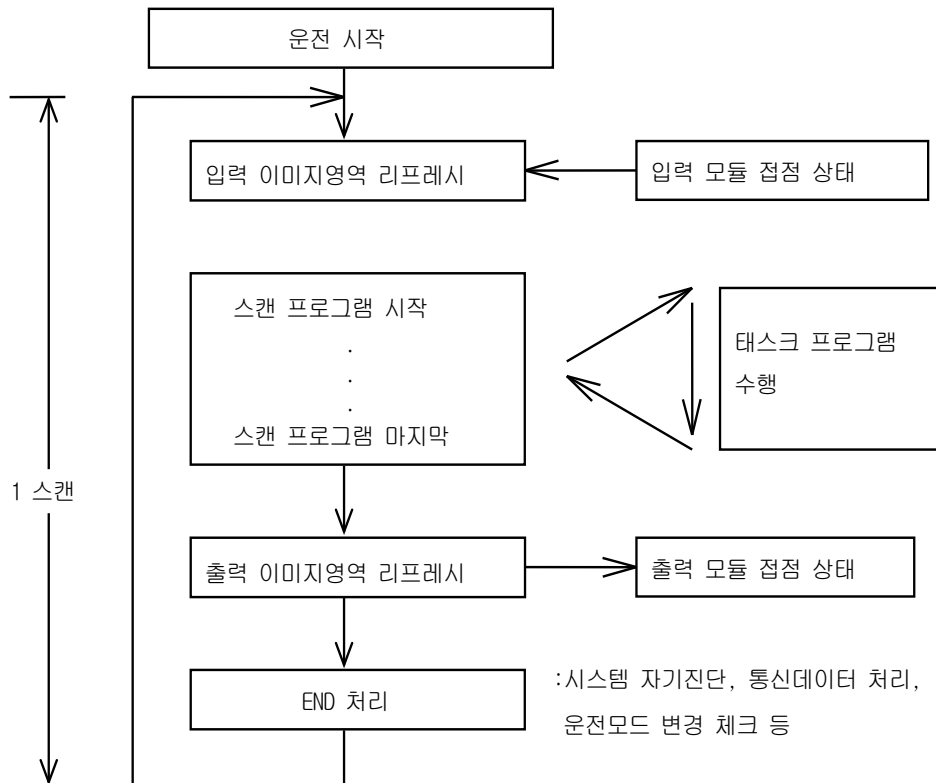 운전 시작
입력 이미지영역 리프레시
입력 모듈 접점 상태
스캔 프로그램 시작
.
.
.
스캔 프로그램 마지막
태스크 프로그램
수행
1 스캔
출력 이미지영역 리프레시
출력 모듈 접점 상태
END 처리
:시스템 자기진단, 통신데이터 처리,
운전모드 변경 체크 등